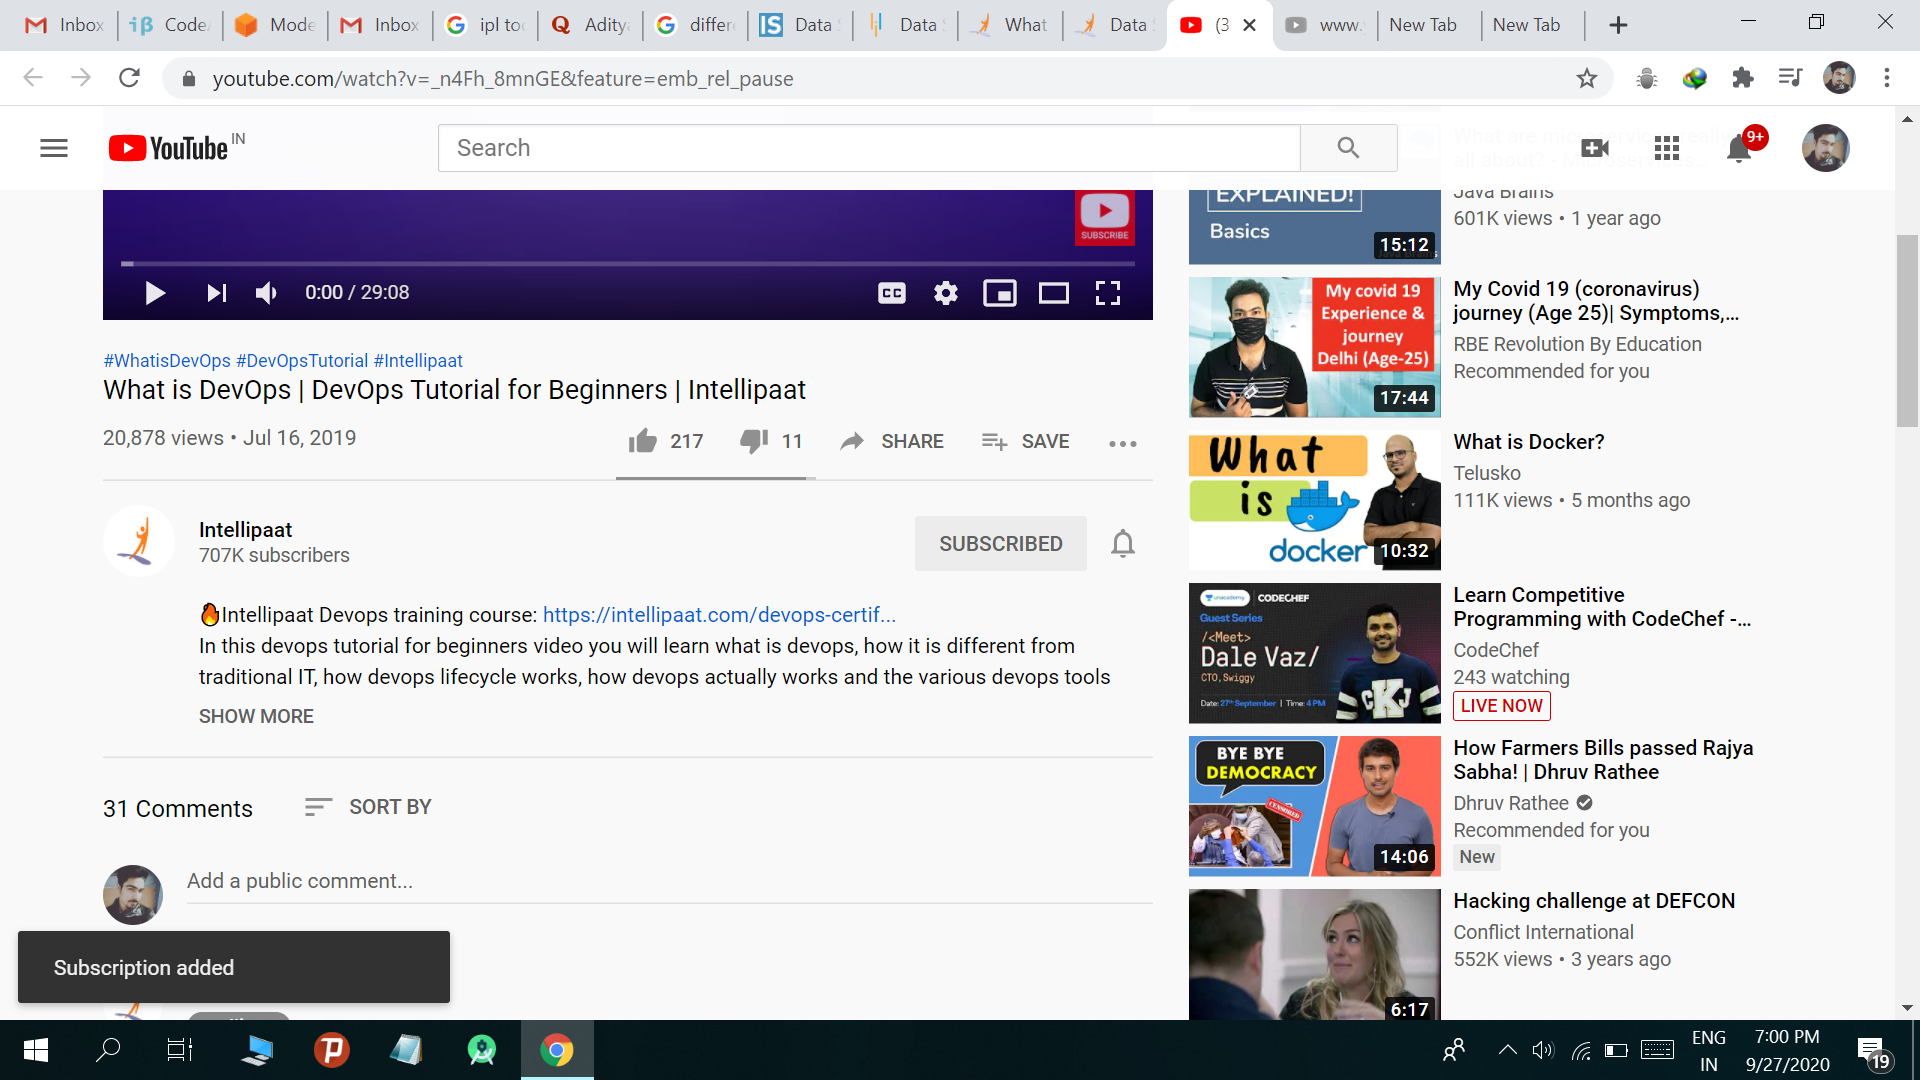 Inbox
Code
Mode
Inbox
ipl to
Aditya
differ
Data
Data
What
Data
(3
www.
New Tab
New Tab
youtube.com/watch?v=_n4Fh_8mnGE&feature=emb_rel_pause
YouTube IN
Search
9+
SUBSCRIBE
0:00 / 29:08
CC
#WhatisDevOps #DevOpsTutorial #Intellipaat
What is DevOps | DevOps Tutorial for Beginners | Intellipaat
20,878 views • Jul 16, 2019
217
11
SHARE
SAVE
Intellipaat
707K subscribers
SUBSCRIBED
🔥Intellipaat Devops training course: https://intellipaat.com/devops-certif...
In this devops tutorial for beginners video you will learn what is devops, how it is different from
traditional IT, how devops lifecycle works, how devops actually works and the various devops tools
SHOW MORE
31 Comments
SORT BY
Add a public comment...
Subscription added
What are microservices really
all about? - Microservices
Java Brains
601K views • 1 year ago
EXPLAINED!
Basics
15:12
My covid 19
Experience &
journey
Delhi (Age-25)
17:44
My Covid 19 (coronavirus)
journey (Age 25)| Symptoms,...
RBE Revolution By Education
Recommended for you
What
is
docker
10:32
What is Docker?
Telusko
111K views • 5 months ago
unacademy CODECHEF
Guest Series
/<Meet>
Dale Vaz/
CTO, Swiggy
Date: 27th September | Time: 4 PM
CKJ
Learn Competitive
Programming with CodeChef -...
CodeChef
243 watching
LIVE NOW
BYE BYE
DEMOCRACY
CENSORED
14:06
How Farmers Bills passed Rajya
Sabha! | Dhruv Rathee
Dhruv Rathee
Recommended for you
New
6:17
Hacking challenge at DEFCON
Conflict International
552K views • 3 years ago
ENG
IN
7:00 PM
9/27/2020
19